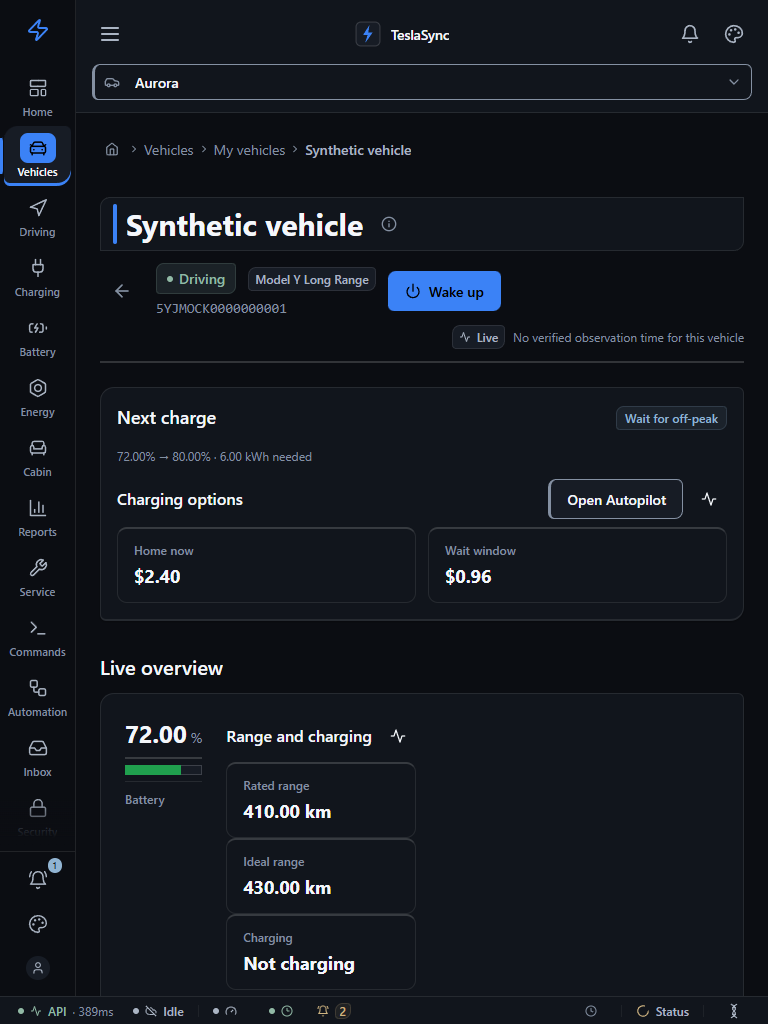 TeslaSync
Aurora
Home
Vehicles
Driving
Charging
Battery
Energy
Cabin
Reports
Service
Commands
Automation
Inbox
Security
1
Vehicles My vehicles Synthetic vehicle
Synthetic vehicle
Driving Model Y Long Range Wake up
5YJMOCK0000000001
Live No verified observation time for this vehicle
Next charge Wait for off-peak
72.00% → 80.00% · 6.00 kWh needed
Charging options Open Autopilot
Home now
$2.40
Wait window
$0.96
Live overview
72.00 %
Battery
Range and charging
Rated range
410.00 km
Ideal range
430.00 km
Charging
Not charging
API · 389ms Idle 2 Status